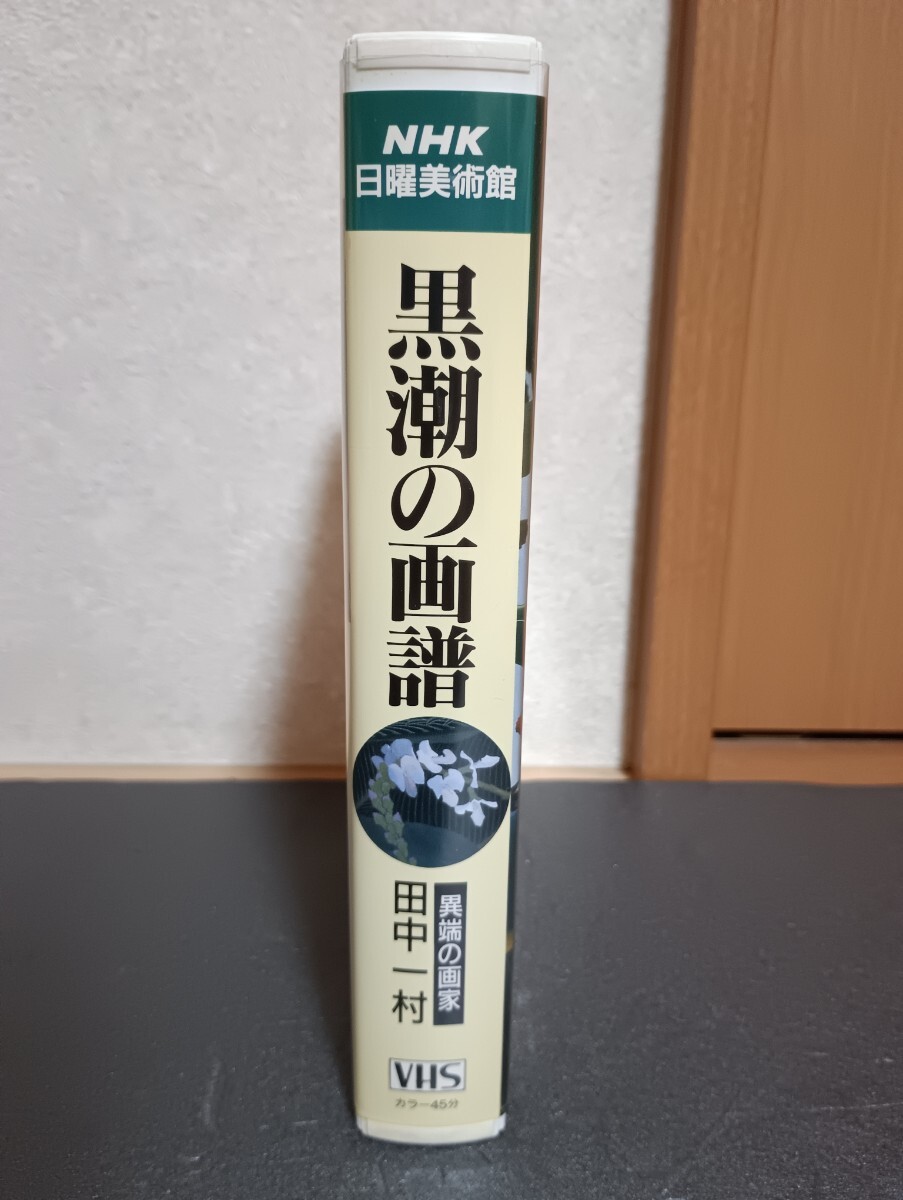 NHK
日曜美術館
黒潮の画譜
異端の画家
田中一村
VHS
カラー45分